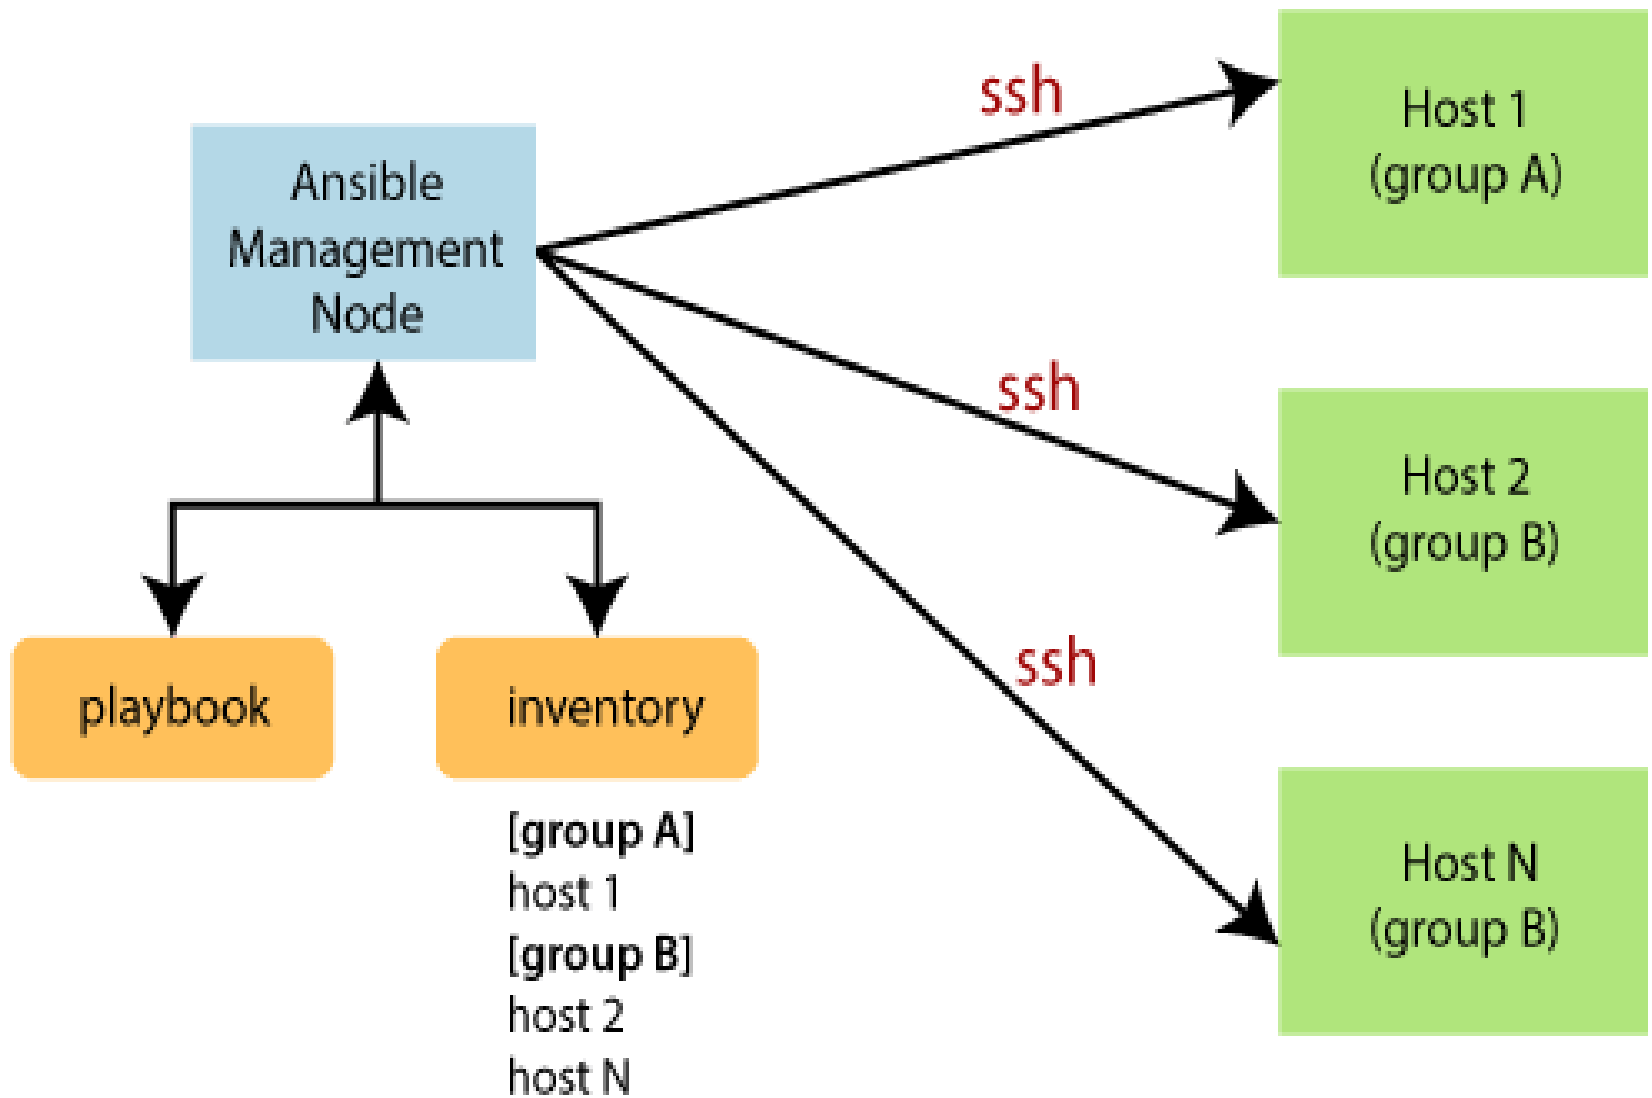 Ansible
Management
Node
ssh
ssh
ssh
Host 1
(group A)
Host 2
(group B)
Host N
(group B)
playbook
inventory
[group A]
host 1
[group B]
host 2
host N